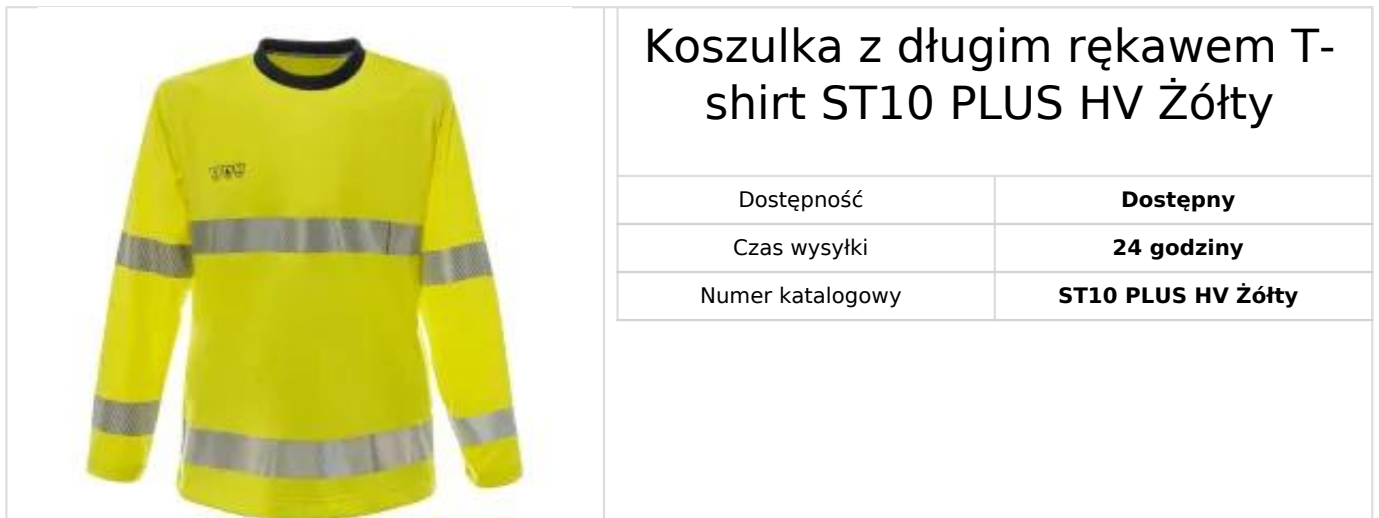 Koszulka z długim rękawem T-
shirt ST10 PLUS HV Żółty
Dostępność Dostępny
Czas wysyłki 24 godziny
Numer katalogowy ST10 PLUS HV Żółty